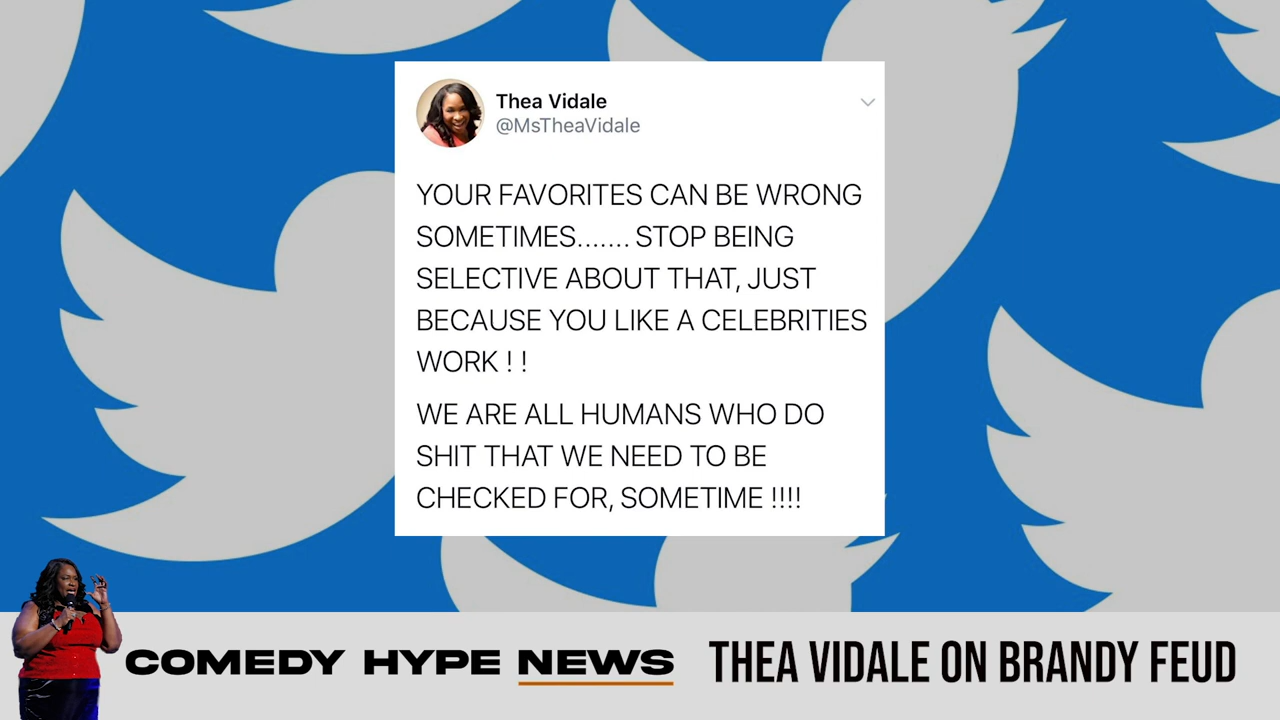 Thea Vidale
@MsTheaVidale
YOUR FAVORITES CAN BE WRONG
SOMETIMES....... STOP BEING
SELECTIVE ABOUT THAT, JUST
BECAUSE YOU LIKE A CELEBRITIES
WORK ! !
WE ARE ALL HUMANS WHO DO
SHIT THAT WE NEED TO BE
CHECKED FOR, SOMETIME !!!!
COMEDY HYPE NEWS
THEA VIDALE ON BRANDY FEUD